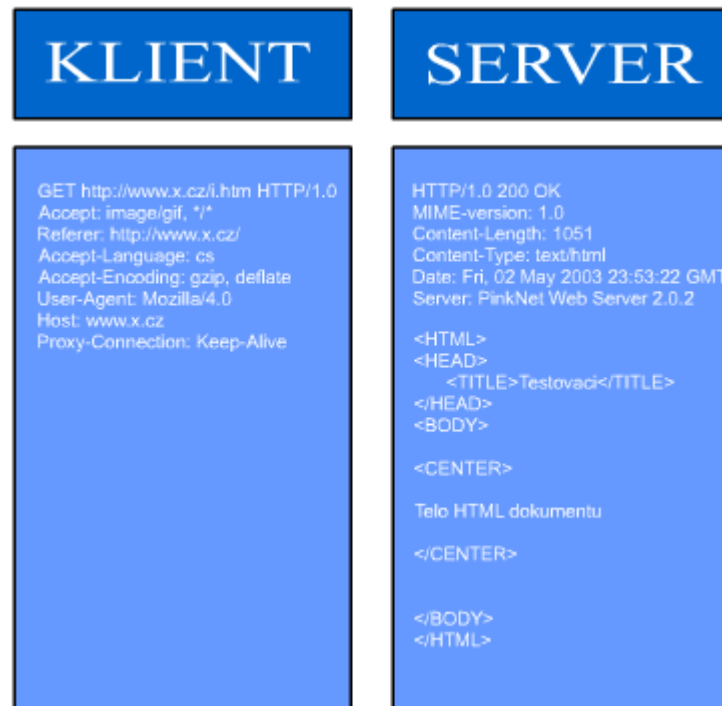 KLIENT
GET http://www.x.cz/i.htm HTTP/1.0
Accept: image/gif, */*
Referer: http://www.x.cz/
Accept-Language: cs
Accept-Encoding: gzip, deflate
User-Agent: Mozilla/4.0
Host: www.x.cz
Proxy-Connection: Keep-Alive
SERVER
HTTP/1.0 200 OK
MIME-version: 1.0
Content-Length: 1051
Content-Type: text/html
Date: Fri, 02 May 2003 23:53:22 GMT
Server: PinkNet Web Server 2.0.2
<HTML>
<HEAD>
<TITLE>Testovaci</TITLE>
</HEAD>
<BODY>
<CENTER>
Telo HTML dokumentu
</CENTER>
</BODY>
</HTML>